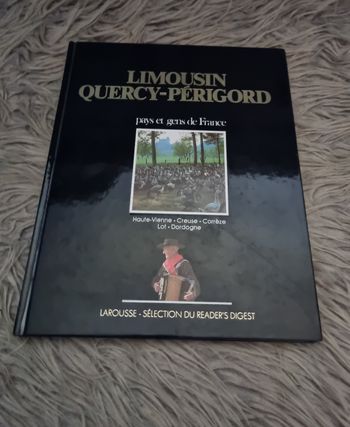 LIMOUSIN
QUERCY-PÉRIGORD
pays et gens de France
Haute-Vienne - Creuse - Corrèze
Lot - Dordogne
LAROUSSE - SÉLECTION DU READER'S DIGEST